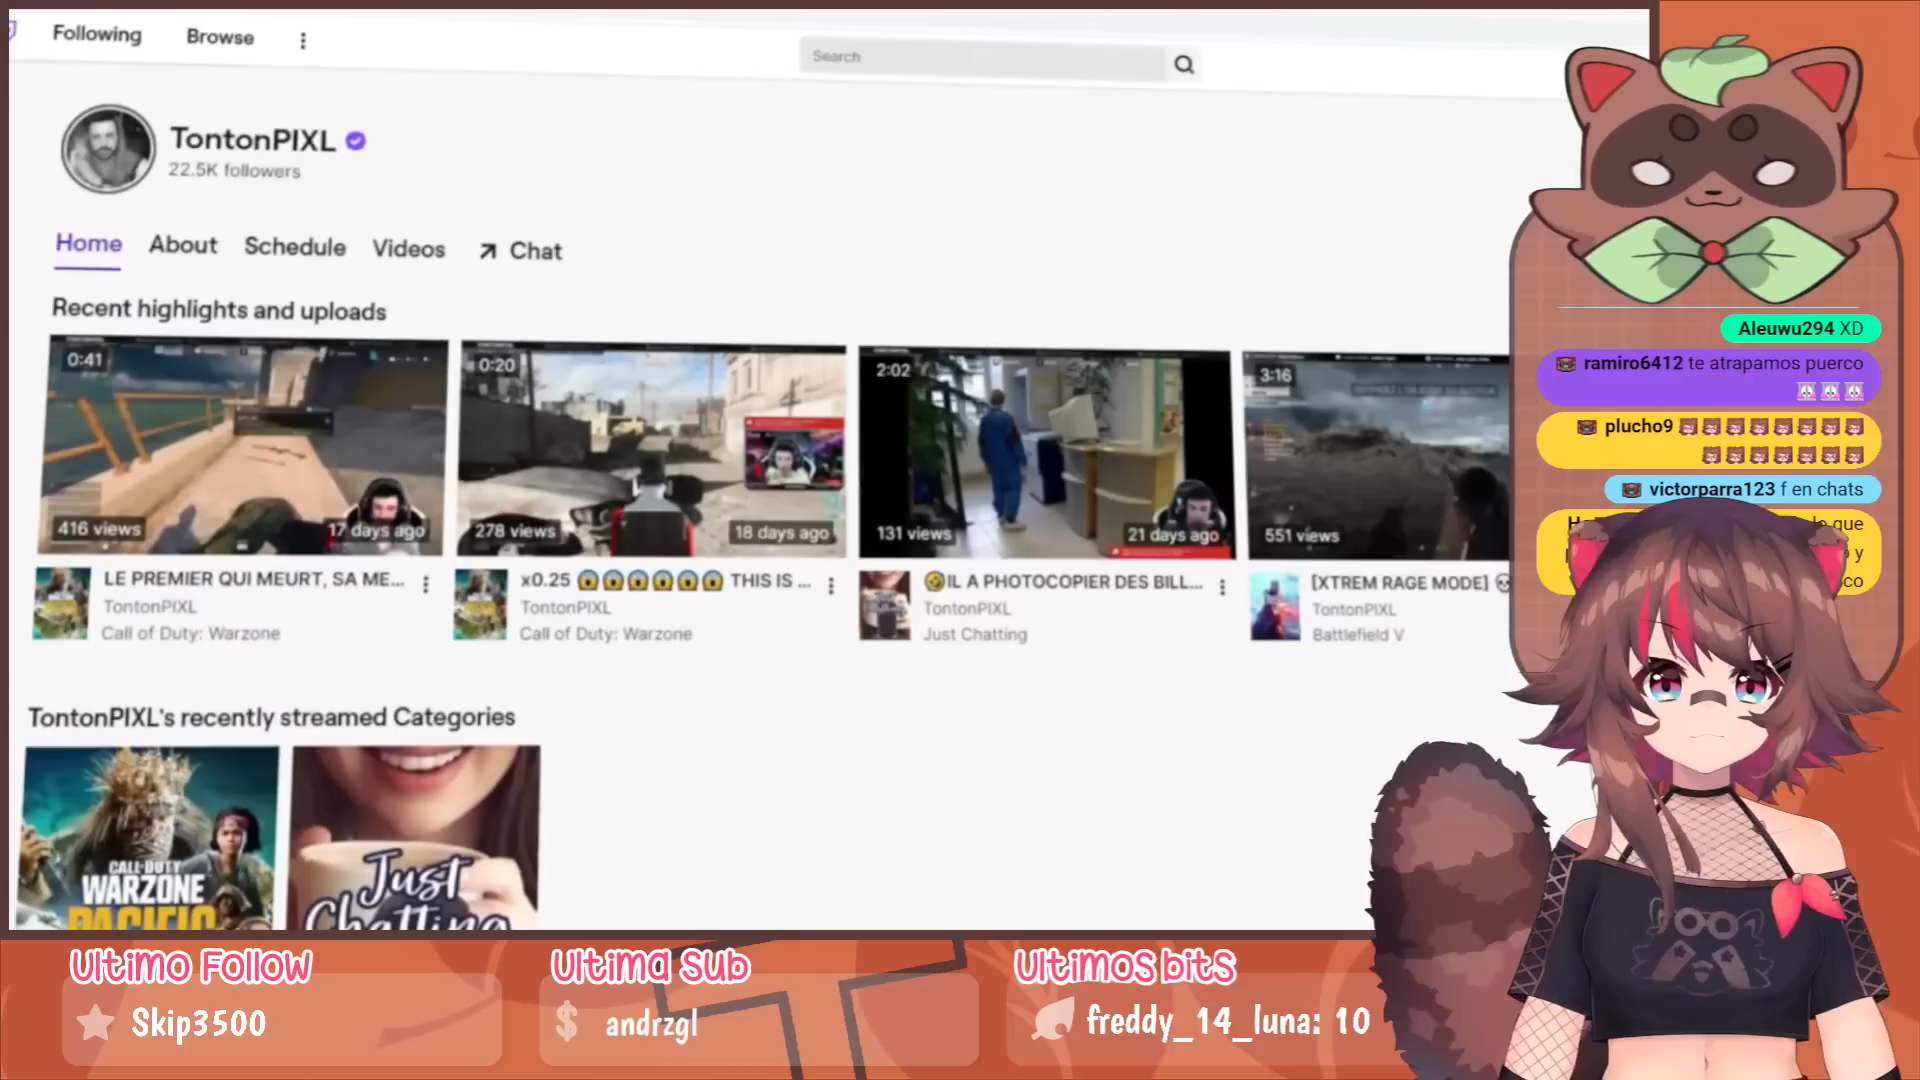 Following
Browse
Search
TontonPIXL
22.5K followers
Home
About
Schedule
Videos
Chat
Recent highlights and uploads
0:41
416 views
17 days ago
LE PREMIER QUI MEURT, SA ME...
TontonPIXL
Call of Duty: Warzone
0:20
278 views
18 days ago
x0.25 😱😱😱😱😱😱 THIS IS ...
TontonPIXL
Call of Duty: Warzone
2:02
131 views
21 days ago
🤣IL A PHOTOCOPIER DES BILL...
TontonPIXL
Just Chatting
3:16
551 views
[XTREM RAGE MODE] 💀
TontonPIXL
Battlefield V
TontonPIXL's recently streamed Categories
CALL OF DUTY
WARZONE
PACIFIC
Just
Chatting
Aleuwu294 XD
ramiro6412 te atrapamos puerco
plucho9
victorparra123 f en chats
que
y
Ultimo Follow
Skip3500
Ultima Sub
andrzgl
Ultimos bits
freddy_14_luna: 10